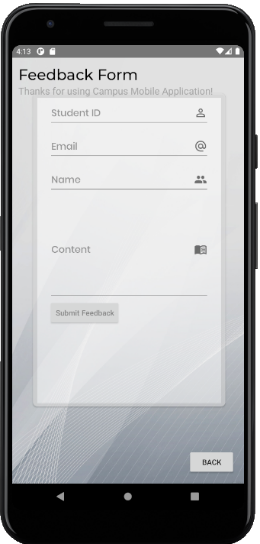 4:13
Feedback Form
Thanks for using Campus Mobile Application!
Student ID
Email
Name
Content
Submit Feedback
BACK